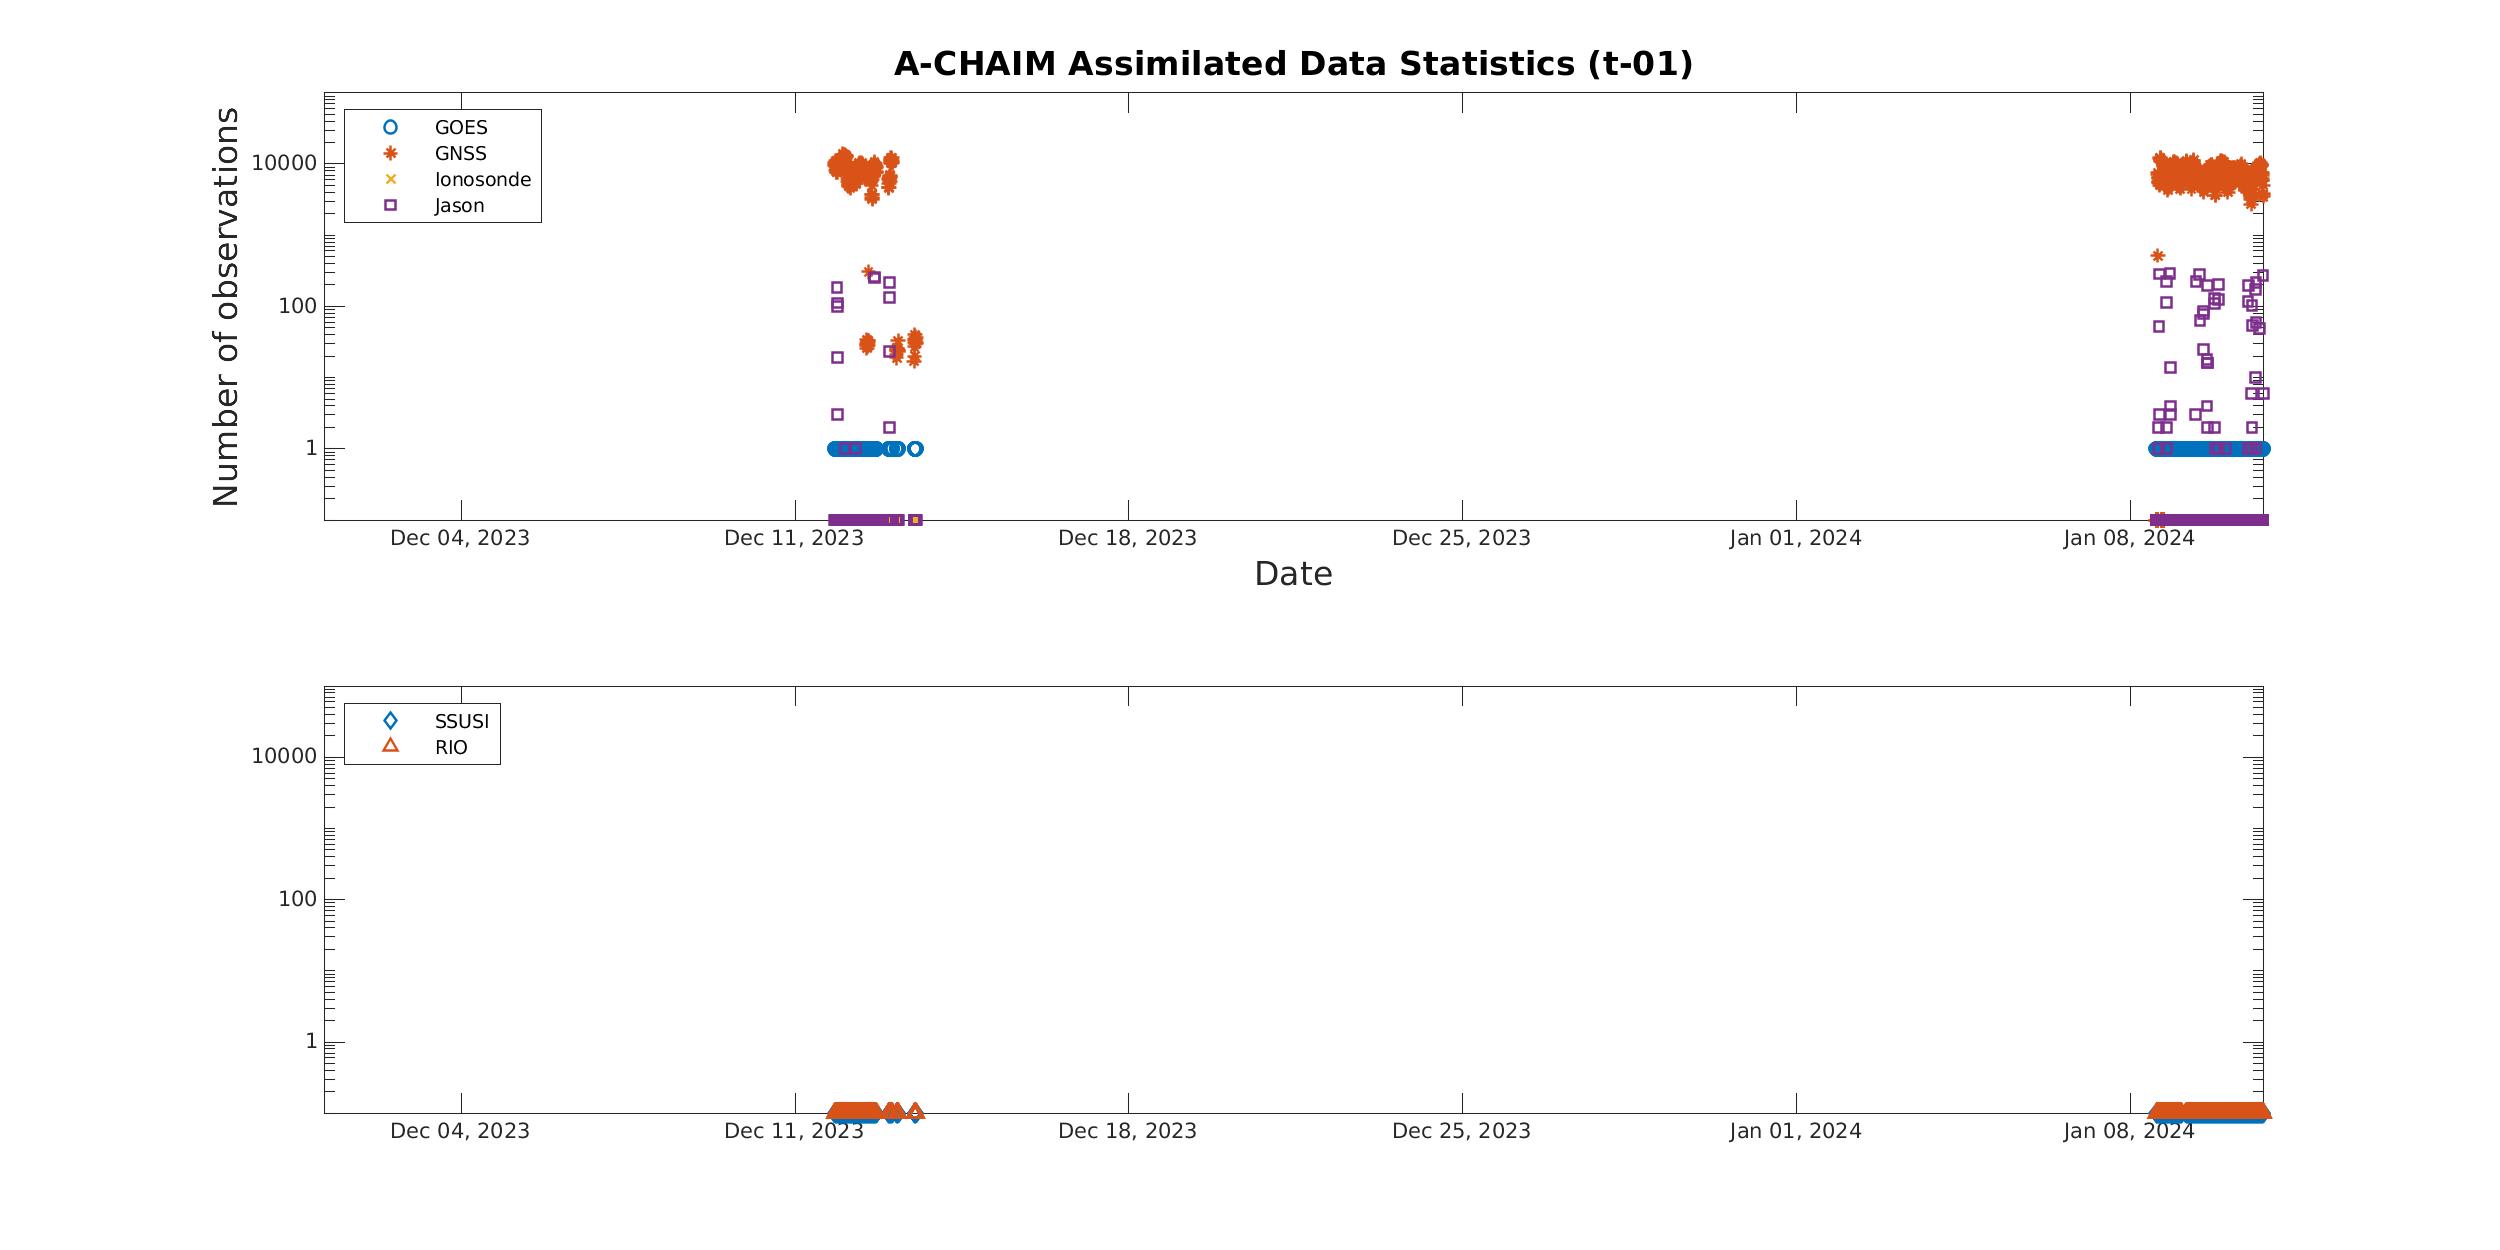 A-CHAIM Assimilated Data Statistics (t-01)
Number of observations
10000
100
1
GOES
GNSS
Ionosonde
Jason
Dec 04, 2023
Dec 11, 2023
Dec 18, 2023
Dec 25, 2023
Jan 01, 2024
Jan 08, 2024
Date
10000
100
1
SSUSI
RIO
Dec 04, 2023
Dec 11, 2023
Dec 18, 2023
Dec 25, 2023
Jan 01, 2024
Jan 08, 2024